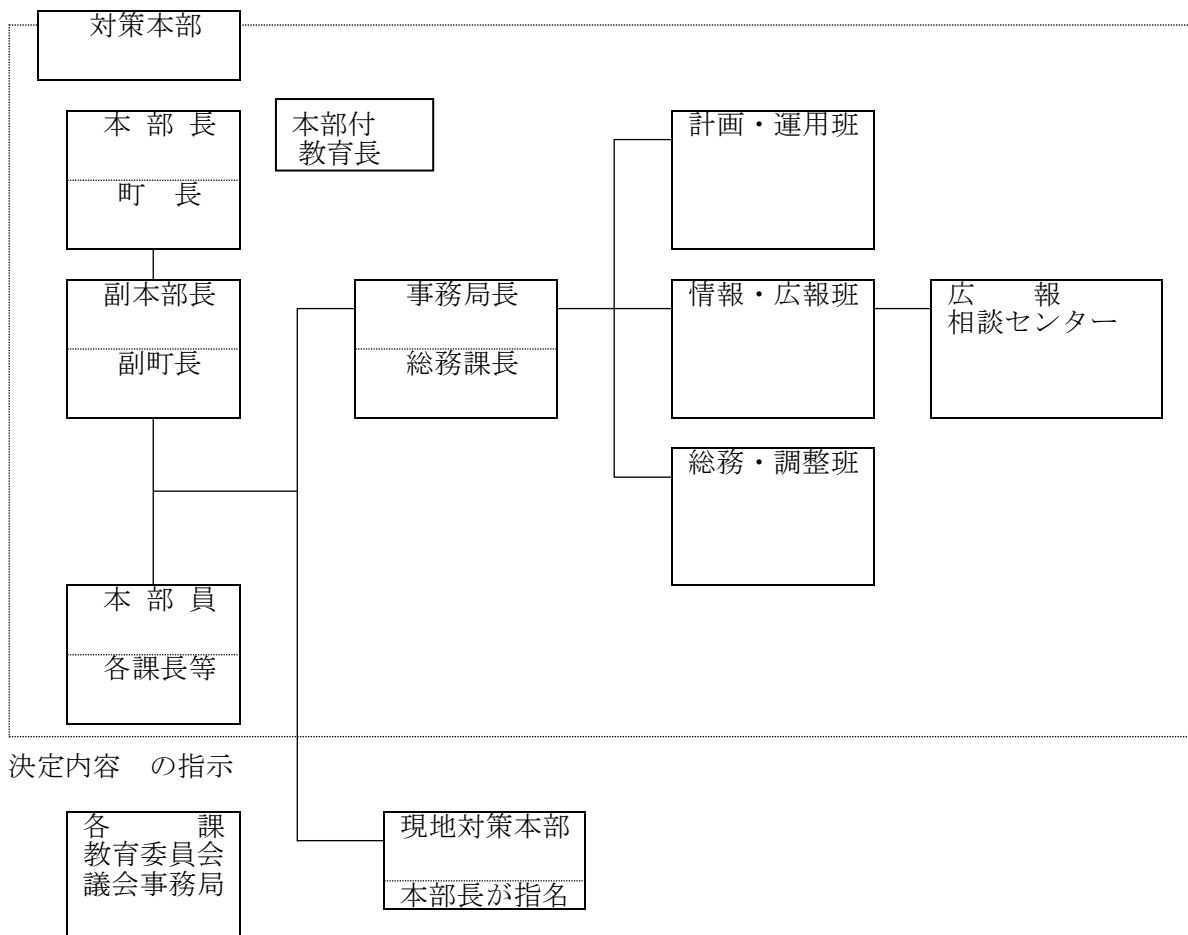 対策本部
本 部 長
町　長
本部付
教育長
計画・運用班
副本部長
副町長
事務局長
総務課長
情報・広報班
広　　報
相談センター
総務・調整班
本 部 員
各課長等
決定内容　の指示
各　　　課
教育委員会
議会事務局
現地対策本部
本部長が指名